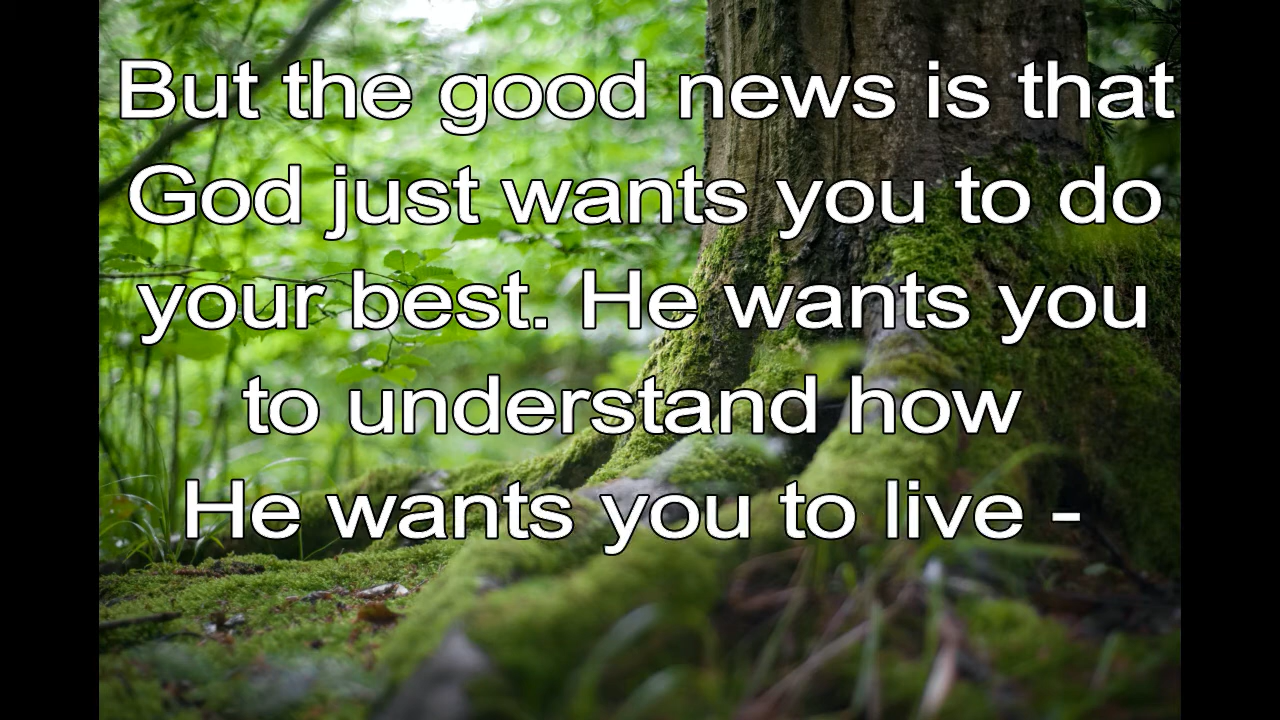 But the good news is that
God just wants you to do
your best. He wants you
to understand how
He wants you to live -